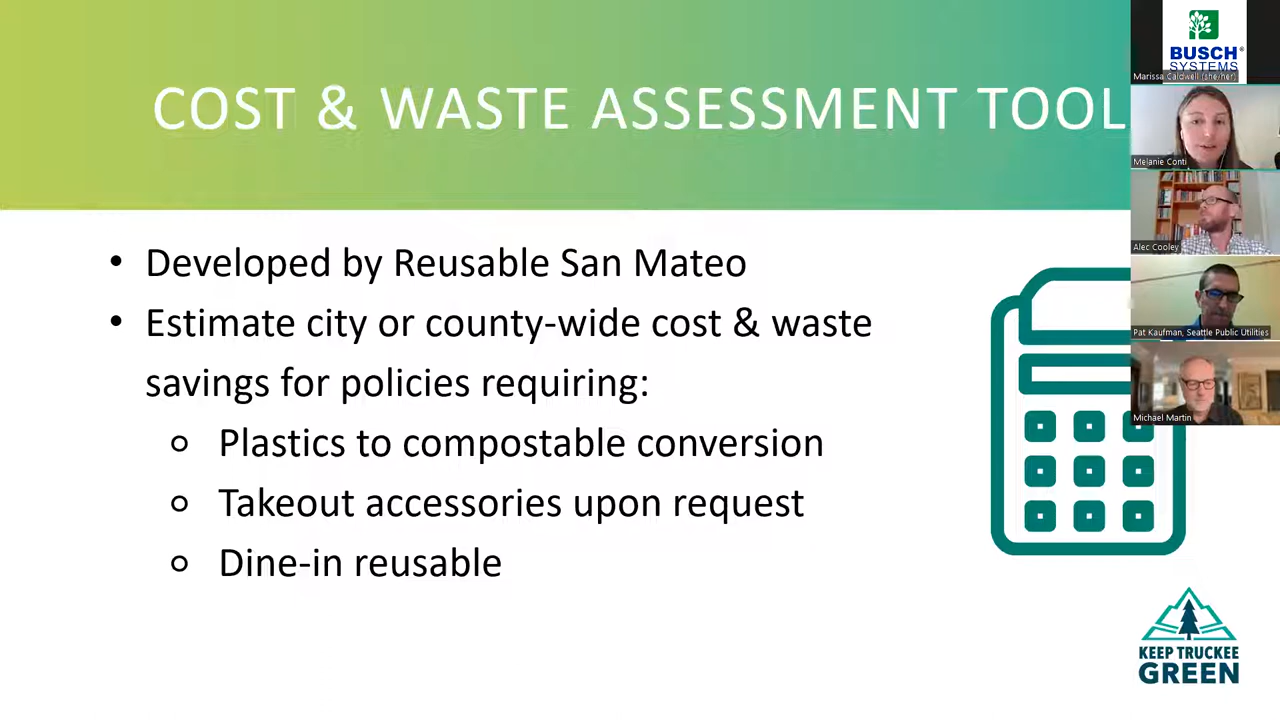 COST & WASTE ASSESSMENT TOOL
• Developed by Reusable San Mateo
• Estimate city or county-wide cost & waste
savings for policies requiring:
Plastics to compostable conversion
Takeout accessories upon request
Dine-in reusable
BUSCH®
SYSTEMS
Marissa Caldwell (she/her)
Melanie Conti
Alec Cooley
Pat Kaufman, Seattle Public Utilities
Michael Martin
KEEP TRUCKEE
GREEN